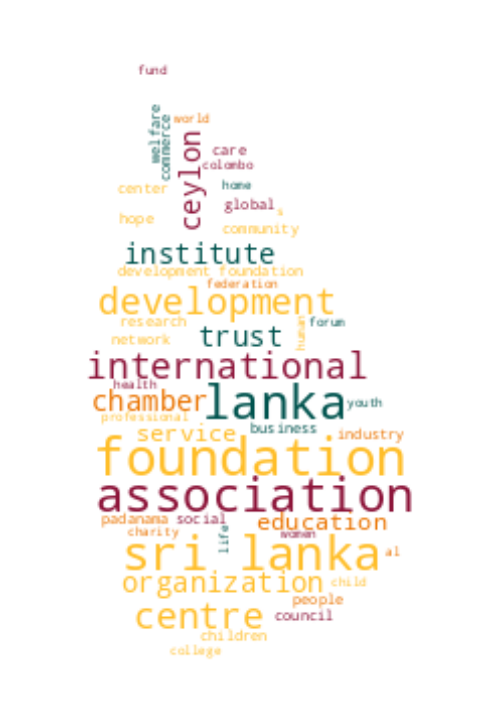 fund
welfare
commerce
world
ceylon
care
colombo
center
home
global
s
hope
community
institute
development foundation
federation
development
research
human
forum
trust
network
international
health
chamber
lanka
youth
professional
business
service
industry
foundation
association
padanama
social
education
charity
life
women
sri lanka
al
organization
child
people
centre
council
children
college